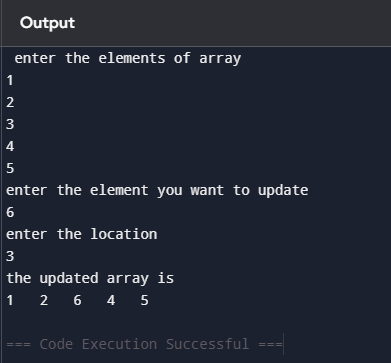 Output
enter the elements of array
1
2
3
4
5
enter the element you want to update
6
enter the location
3
the updated array is
1   2   6   4   5
=== Code Execution Successful ===